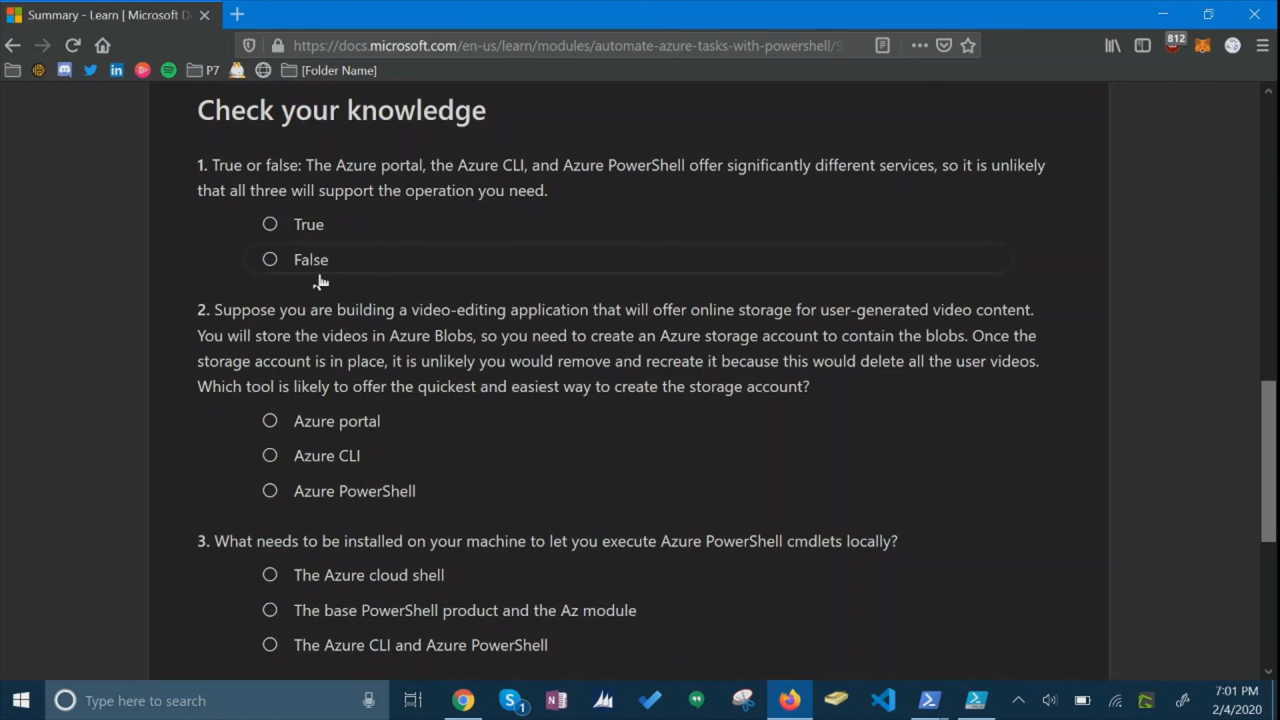 Summary - Learn | Microsoft D
https://docs.microsoft.com/en-us/learn/modules/automate-azure-tasks-with-powershell/
812
P7
[Folder Name]
Check your knowledge
1. True or false: The Azure portal, the Azure CLI, and Azure PowerShell offer significantly different services, so it is unlikely
that all three will support the operation you need.
True
False
2. Suppose you are building a video-editing application that will offer online storage for user-generated video content.
You will store the videos in Azure Blobs, so you need to create an Azure storage account to contain the blobs. Once the
storage account is in place, it is unlikely you would remove and recreate it because this would delete all the user videos.
Which tool is likely to offer the quickest and easiest way to create the storage account?
Azure portal
Azure CLI
Azure PowerShell
3. What needs to be installed on your machine to let you execute Azure PowerShell cmdlets locally?
The Azure cloud shell
The base PowerShell product and the Az module
The Azure CLI and Azure PowerShell
Type here to search
1
7:01 PM
2/4/2020